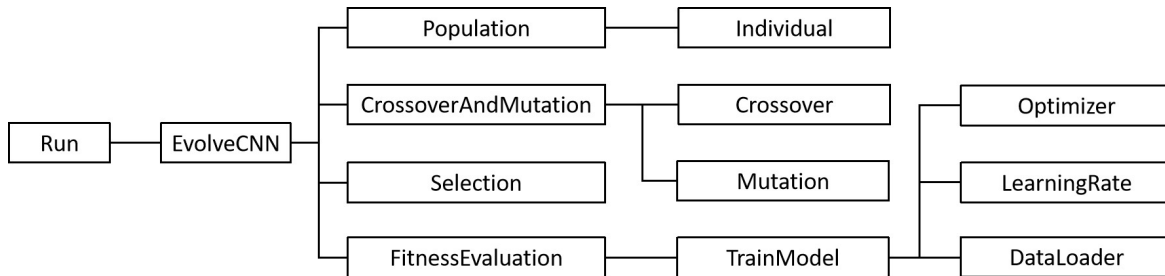 Population
Individual
CrossoverAndMutation
Crossover
Optimizer
Run
EvolveCNN
Selection
Mutation
LearningRate
FitnessEvaluation
TrainModel
DataLoader